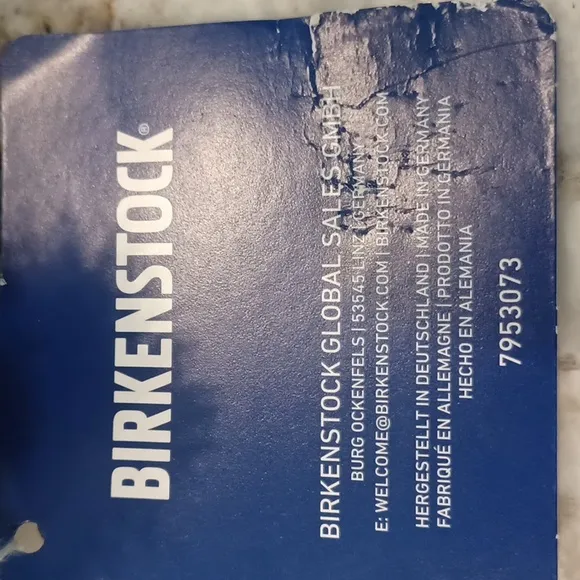 BIRKENSTOCK®
BIRKENSTOCK GLOBAL SALES GMBH
BURG OCKENFELS | 53545 LINZ | GERMANY
E: WELCOME@BIRKENSTOCK.COM | BIRKENSTOCK.COM
HERGESTELLT IN DEUTSCHLAND | MADE IN GERMANY
FABRIQUÉ EN ALLEMAGNE | PRODOTTO IN GERMANIA
HECHO EN ALEMANIA
7953073